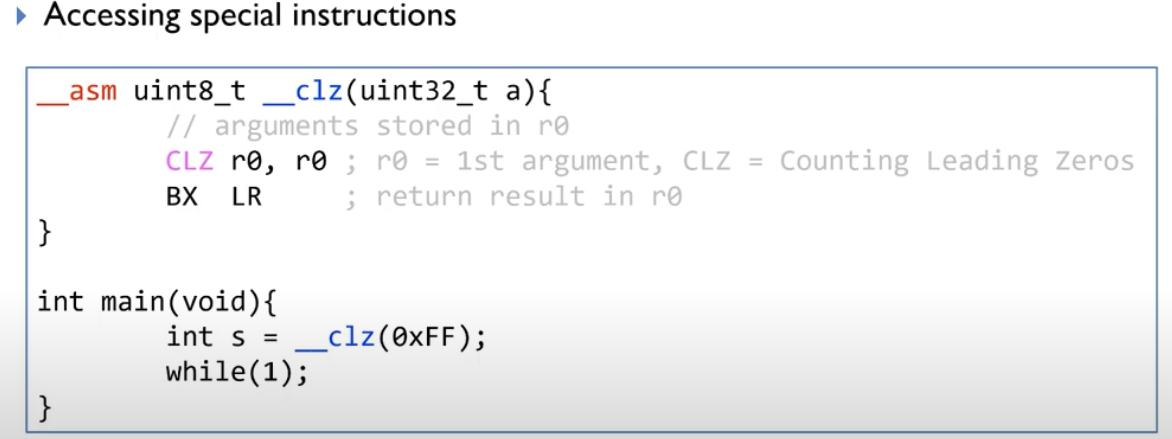 Accessing special instructions
__asm uint8_t __clz(uint32_t a){
// arguments stored in r0
CLZ r0, r0 ; r0 = 1st argument, CLZ = Counting Leading Zeros
BX LR ; return result in r0
}
int main(void){
int s = __clz(0xFF);
while(1);
}